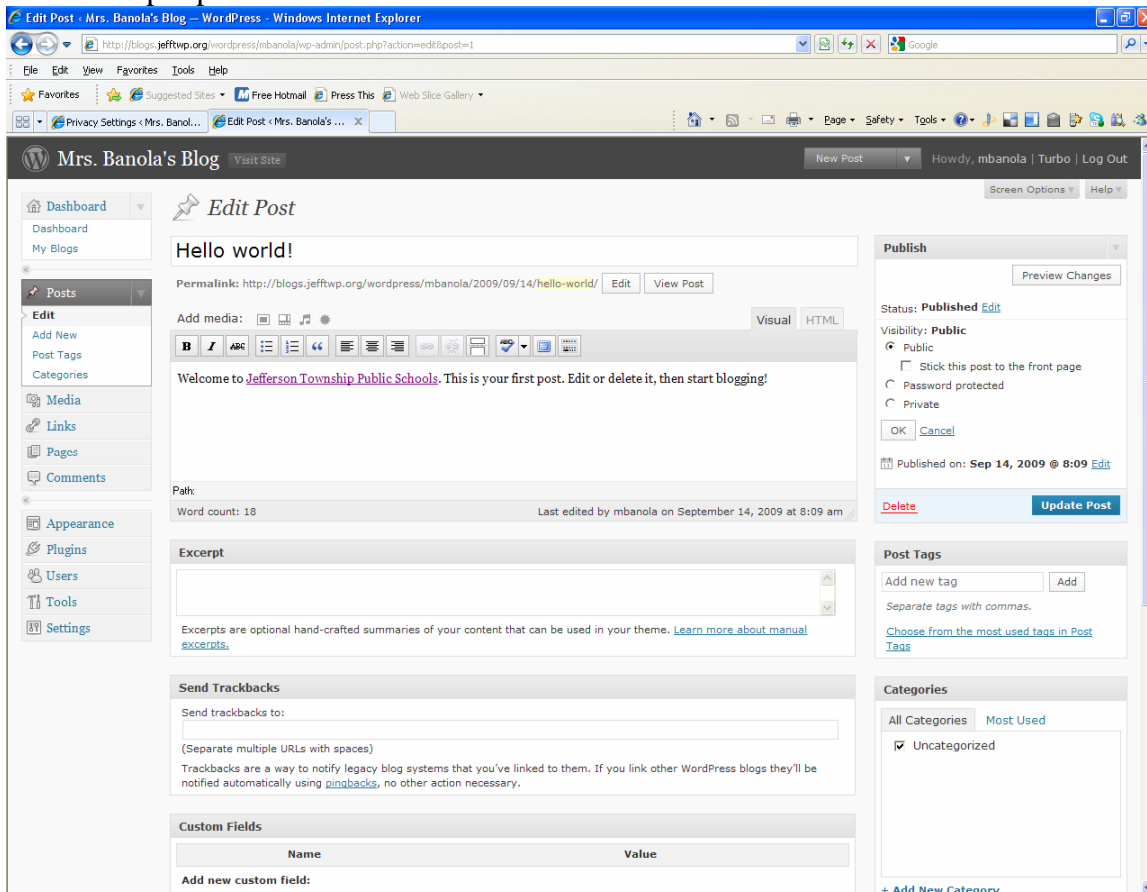 Edit Post ‹ Mrs. Banola's Blog — WordPress - Windows Internet Explorer
http://blogs.jefftwp.org/wordpress/mbanola/wp-admin/post.php?action=edit&post=1
Google
File Edit View Favorites Tools Help
Favorites Suggested Sites Free Hotmail Press This Web Slice Gallery
Privacy Settings ‹ Mrs. Banol... Edit Post ‹ Mrs. Banola's ... X Page Safety Tools
Mrs. Banola's Blog Visit Site New Post Howdy, mbanola | Turbo | Log Out
Screen Options Help
Dashboard
Dashboard
My Blogs
Posts
Edit
Add New
Post Tags
Categories
Media
Links
Pages
Comments
Appearance
Plugins
Users
Tools
Settings
Edit Post
Hello world!
Permalink: http://blogs.jefftwp.org/wordpress/mbanola/2009/09/14/hello-world/ Edit View Post
Add media: Visual HTML
B I ABC
Welcome to Jefferson Township Public Schools. This is your first post. Edit or delete it, then start blogging!
Path:
Word count: 18 Last edited by mbanola on September 14, 2009 at 8:09 am
Excerpt
Excerpts are optional hand-crafted summaries of your content that can be used in your theme. Learn more about manual
excerpts.
Send Trackbacks
Send trackbacks to:
(Separate multiple URLs with spaces)
Trackbacks are a way to notify legacy blog systems that you've linked to them. If you link other WordPress blogs they'll be
notified automatically using pingbacks, no other action necessary.
Custom Fields
Name Value
Add new custom field:
Publish
Preview Changes
Status: Published Edit
Visibility: Public
Public
Stick this post to the front page
Password protected
Private
OK Cancel
Published on: Sep 14, 2009 @ 8:09 Edit
Delete Update Post
Post Tags
Add new tag Add
Separate tags with commas.
Choose from the most used tags in Post
Tags
Categories
All Categories Most Used
Uncategorized
+ Add New Category